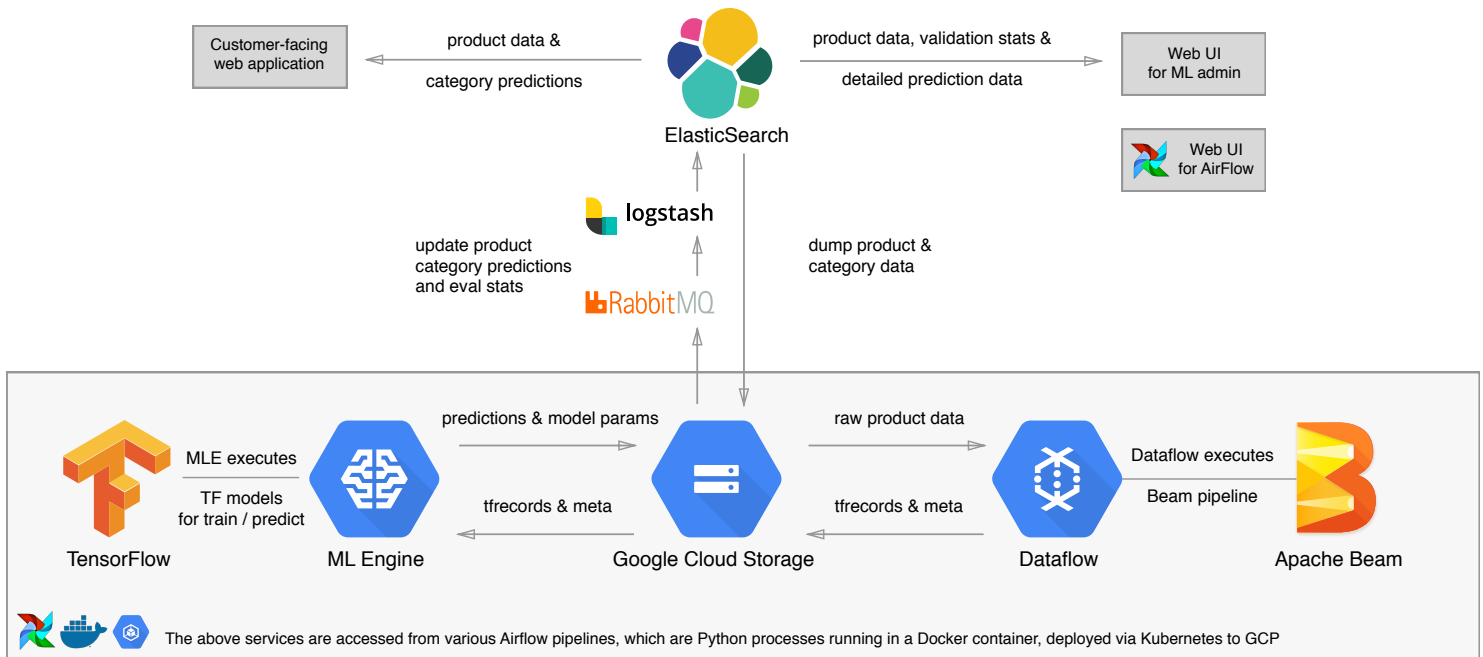 Customer-facing
web application
product data &
category predictions
ElasticSearch
product data, validation stats &
detailed prediction data
Web UI
for ML admin
Web UI
for AirFlow
logstash
update product
category predictions
and eval stats
dump product &
category data
RabbitMQ
TensorFlow
MLE executes
TF models
for train / predict
ML Engine
predictions & model params
tfrecords & meta
Google Cloud Storage
raw product data
tfrecords & meta
Dataflow
Dataflow executes
Beam pipeline
Apache Beam
The above services are accessed from various Airflow pipelines, which are Python processes running in a Docker container, deployed via Kubernetes to GCP